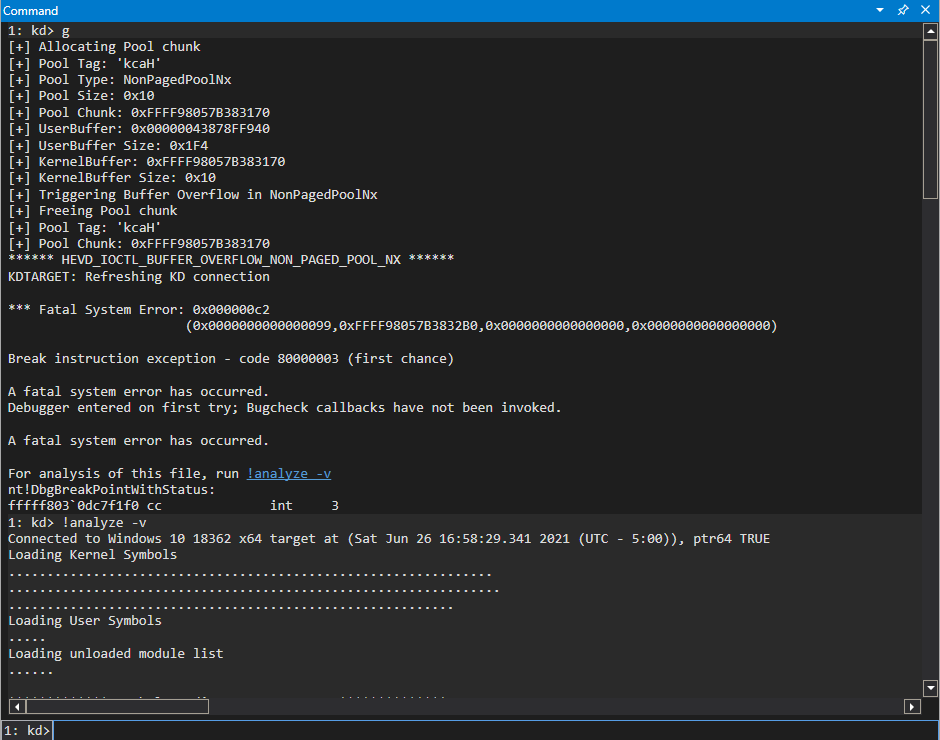 Command
1: kd> g
[+] Allocating Pool chunk
[+] Pool Tag: 'kcaH'
[+] Pool Type: NonPagedPoolNx
[+] Pool Size: 0x10
[+] Pool Chunk: 0xFFFF98057B383170
[+] UserBuffer: 0x00000043878FF940
[+] UserBuffer Size: 0x1F4
[+] KernelBuffer: 0xFFFF98057B383170
[+] KernelBuffer Size: 0x10
[+] Triggering Buffer Overflow in NonPagedPoolNx
[+] Freeing Pool chunk
[+] Pool Tag: 'kcaH'
[+] Pool Chunk: 0xFFFF98057B383170
****** HEVD_IOCTL_BUFFER_OVERFLOW_NON_PAGED_POOL_NX ******
KDTARGET: Refreshing KD connection
*** Fatal System Error: 0x000000c2
(0x0000000000000099,0xFFFF98057B3832B0,0x0000000000000000,0x0000000000000000)
Break instruction exception - code 80000003 (first chance)
A fatal system error has occurred.
Debugger entered on first try; Bugcheck callbacks have not been invoked.
A fatal system error has occurred.
For analysis of this file, run !analyze -v
nt!DbgBreakPointWithStatus:
fffff803`0dc7f1f0 cc int 3
1: kd> !analyze -v
Connected to Windows 10 18362 x64 target at (Sat Jun 26 16:58:29.341 2021 (UTC - 5:00)), ptr64 TRUE
Loading Kernel Symbols
...............................................................
................................................................
..........................................................
Loading User Symbols
.....
Loading unloaded module list
......
1: kd>